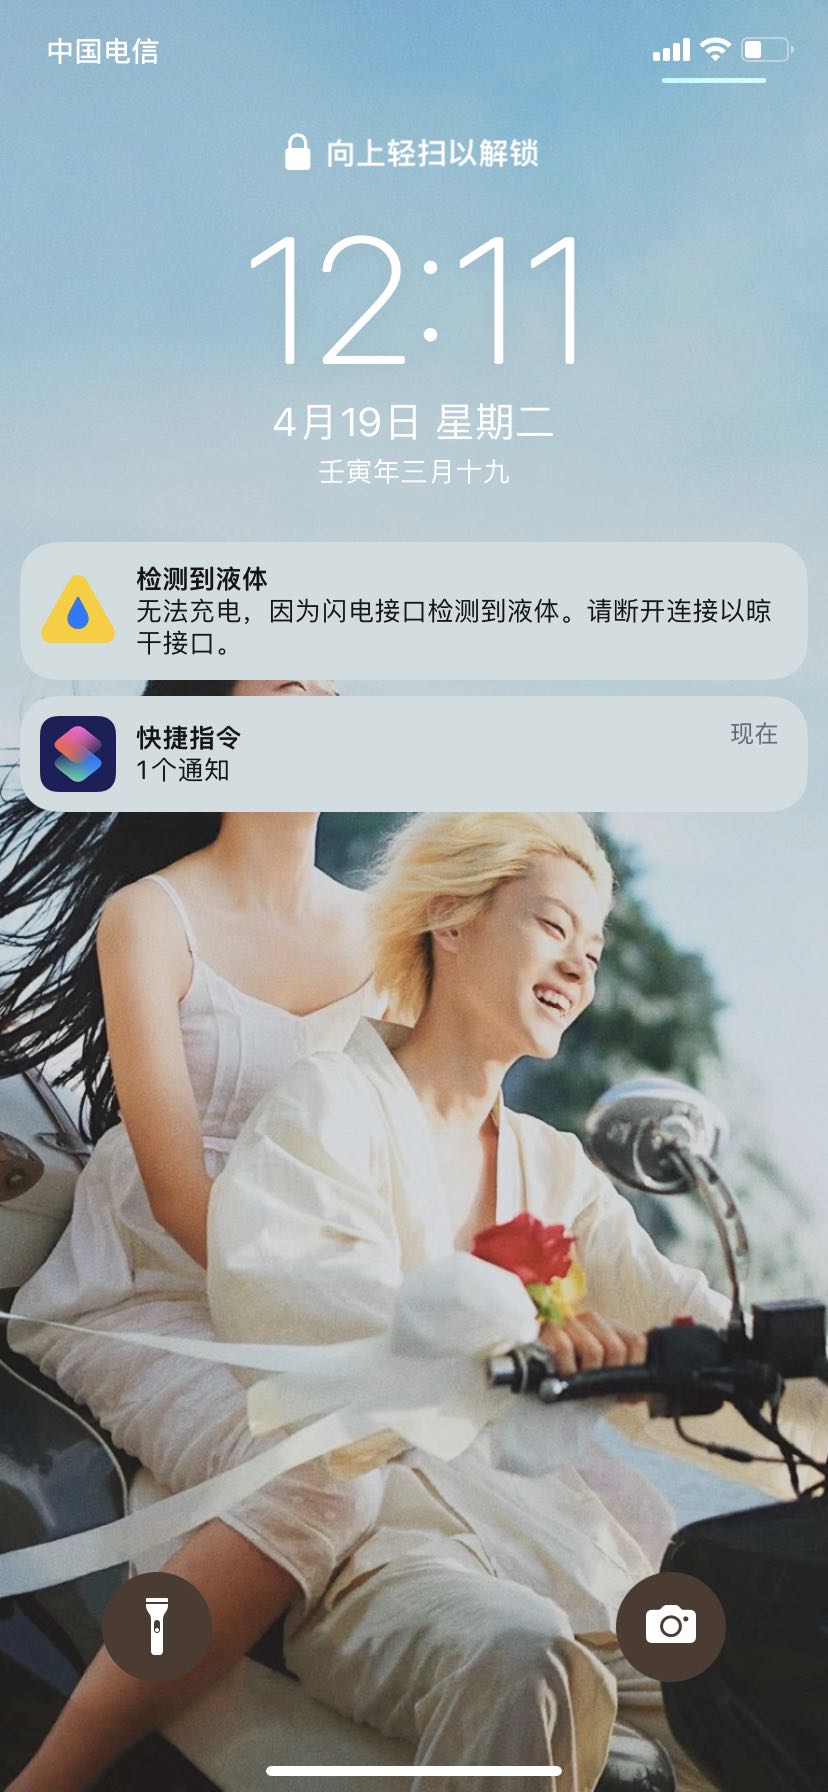 中国电信
向上轻扫以解锁
12:11
4月19日 星期二
壬寅年三月十九
检测到液体
无法充电，因为闪电接口检测到液体。请断开连接以晾
干接口。
快捷指令
现在
1个通知